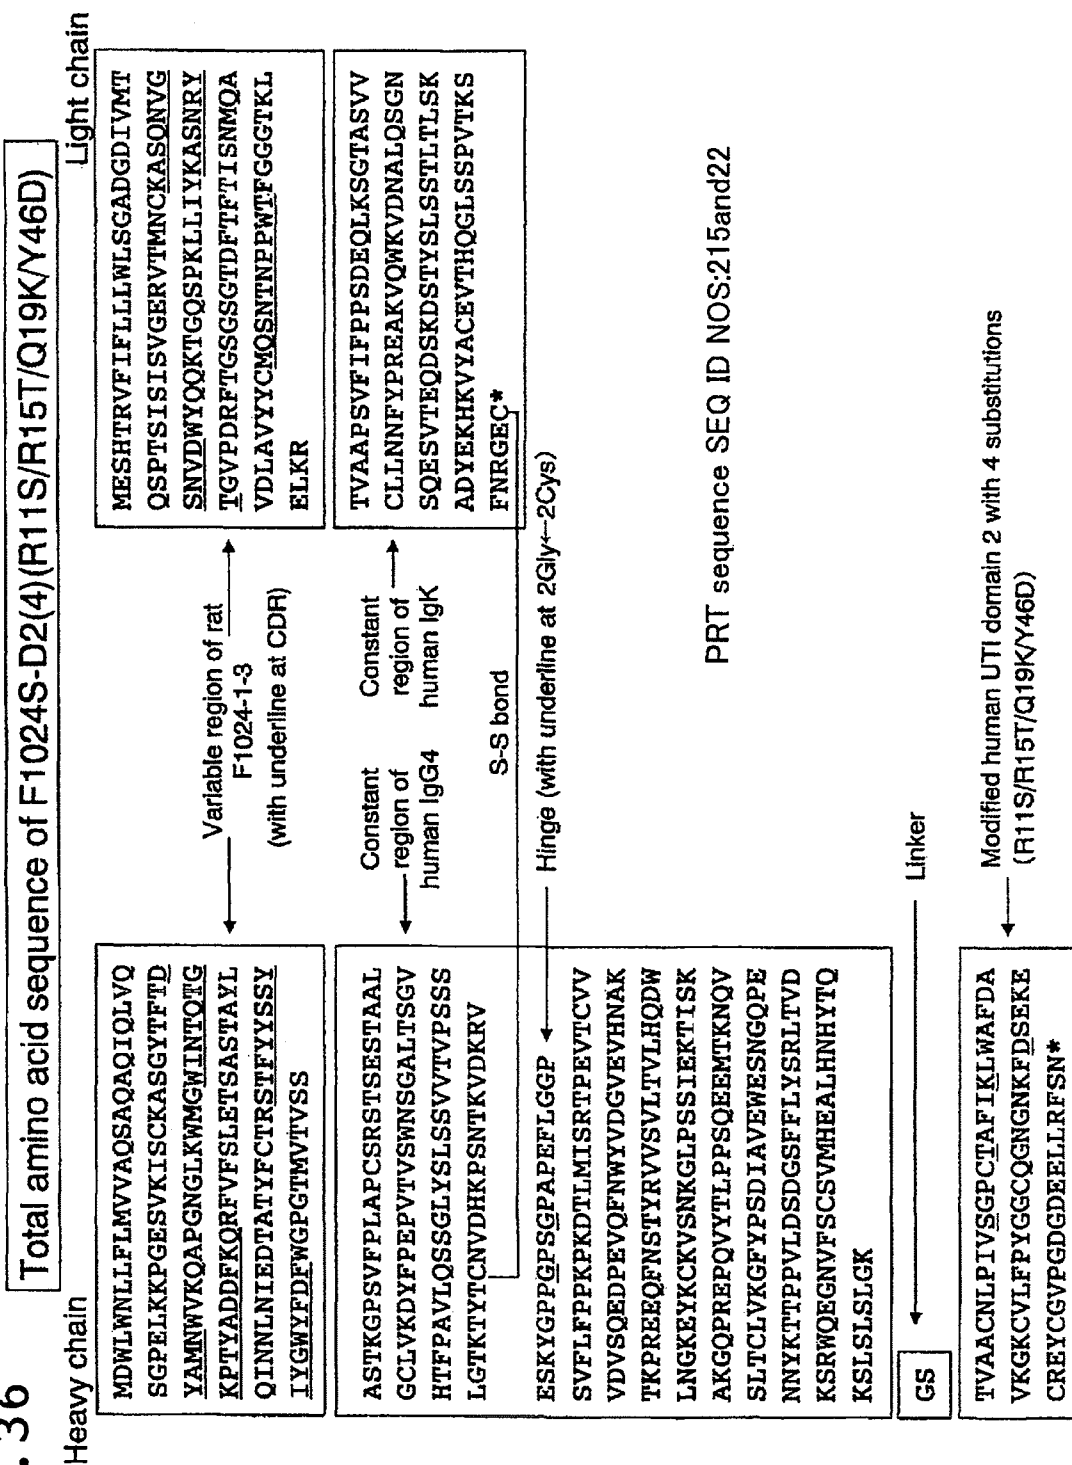 .36
Total amino acid sequence of F1024S-D2(4)(R11S/R15T/Q19K/Y46D)
Heavy chain
MDWLWNLLFLMVVAQSAQAQIQLVQ
SGPELKKPGESVKISCKASGYTFTD
YAMNWVKQAPGNGLKWMGWINTQTG
KPTYADDFKQRFVFSLETSASTAYL
QINNLNIEDTATYFCTRSTFYYSSY
IYGWYFDFWGPGTMVTVSS
Variable region of rat
F1024-1-3
(with underline at CDR)
Light chain
MESHTRVFIFLLLWLSGADGDIVMT
QSPTSISISVGERVTMNCKASQNVG
SNVDWYQQKTGQSPKLLIYKASNRY
TGVPDRFTGSGSGTDFTFTISNMQA
VDLAVYYCMQSNTNPPWTFGGGTKL
ELKR
ASTKGPSVFPLAPCSRSTSESTAAL
GCLVKDYFPEPVTVSWNSGALTSGV
HTFPAVLQSSGLYSLSSVVTVPSSS
LGTKTYTCNVDHKPSNTKVDKRV
Constant
region of
human IgG4
Constant
region of
human IgK
TVAAPSVFIFPPSDEQLKSGTASVV
CLLNNFYPREAKVQWKVDNALQSGN
SQESVTEQDSKDSTYSLSSTLTLSK
ADYEKHKVYACEVTHQGLSSPVTKS
FNRGEC*
S-S bond
ESKYGPPGPSGPAPEFLGGP
Hinge (with underline at 2Gly←2Cys)
SVFLFPPKPKDTLMISRTPEVTCVV
VDVSQEDPEVQFNWYVDGVEVHNAK
TKPREEQFNSTYRVVSVLTVLHQDW
LNGKEYKCKVSNKGLPSSIEKTISK
AKGQPREPQVYTLPPSQEEMTKNQV
SLTCLVKGFYPSDIAVEWESNGQPE
NNYKTTPPVLDSDGSFFLYSRLTVD
KSRWQEGNVFSCSVMHEALHNHYTQ
KSLSLSLGK
PRT sequence SEQ ID NOS:215and22
GS
Linker
TVAACNLPIVSGPCTAFIKLWAFDA
VKGKCVLFPYGGCQGNGNKFDSEKE
CREYCGVPGDGDEELLRFSN*
Modified human UTI domain 2 with 4 substitutions
(R11S/R15T/Q19K/Y46D)